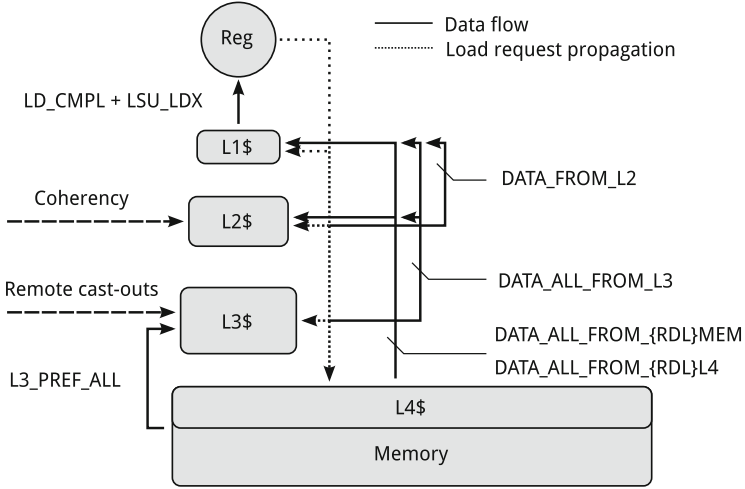 Reg
Data flow
Load request propagation
LD_CMPL + LSU_LDX
L1$
DATA_FROM_L2
Coherency
L2$
DATA_ALL_FROM_L3
Remote cast-outs
L3$
DATA_ALL_FROM_{RDL}MEM
DATA_ALL_FROM_{RDL}L4
L3_PREF_ALL
L4$
Memory